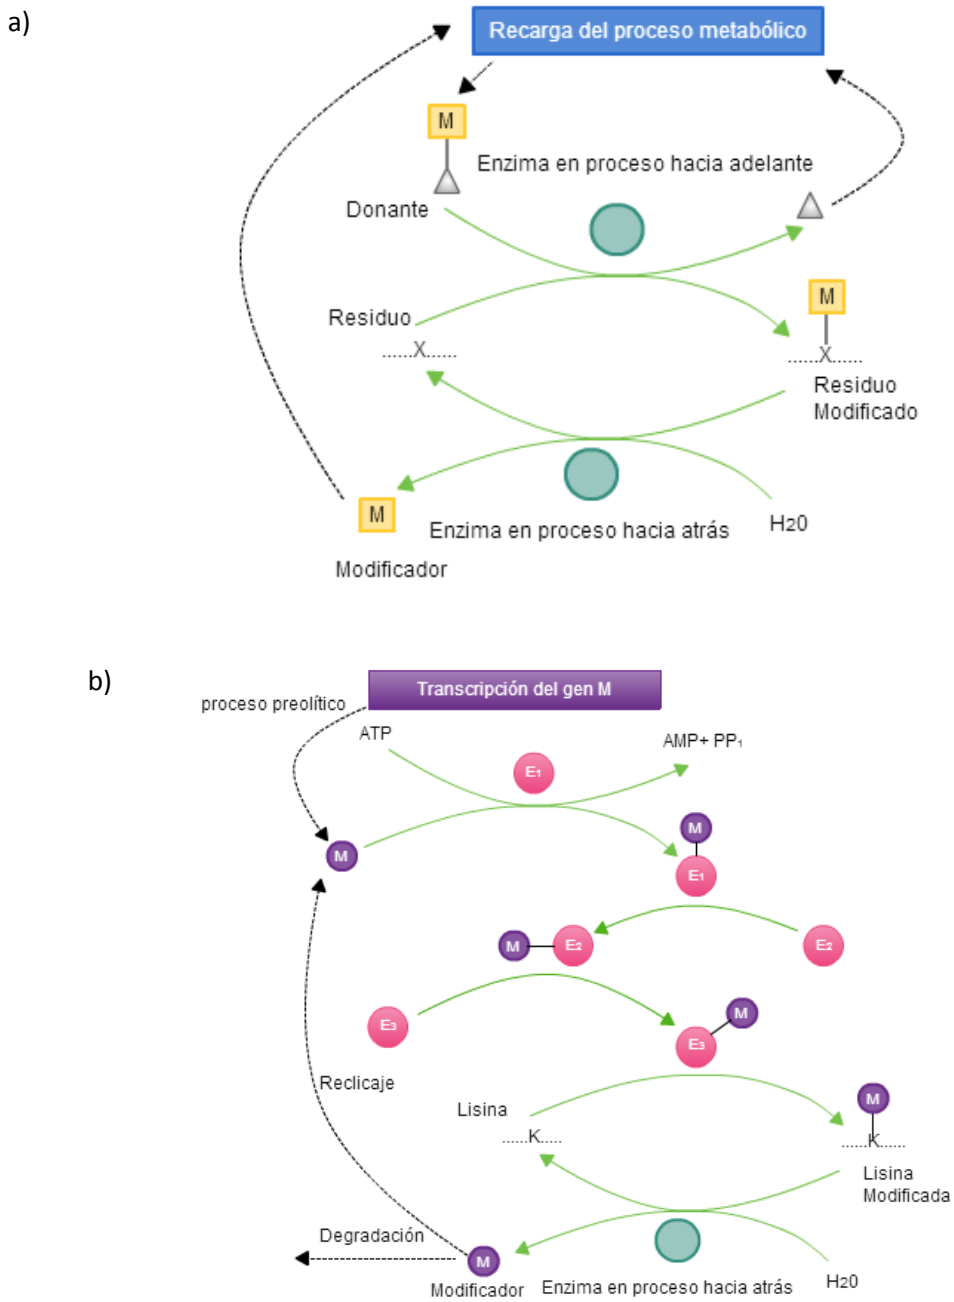 a)
Recarga del proceso metabólico
M
Enzima en proceso hacia adelante
Donante
Residuo
......X......
M
......X......
Residuo
Modificado
M
Enzima en proceso hacia atrás
H20
Modificador
b)
Transcripción del gen M
proceso preolítico
ATP
AMP+ PP₁
E1
M
M
E1
M
E2
E2
E3
M
E3
Reclicaje
M
Lisina
......K.....
......K......
Lisina
Modificada
Degradación
M
Modificador
Enzima en proceso hacia atrás
H20